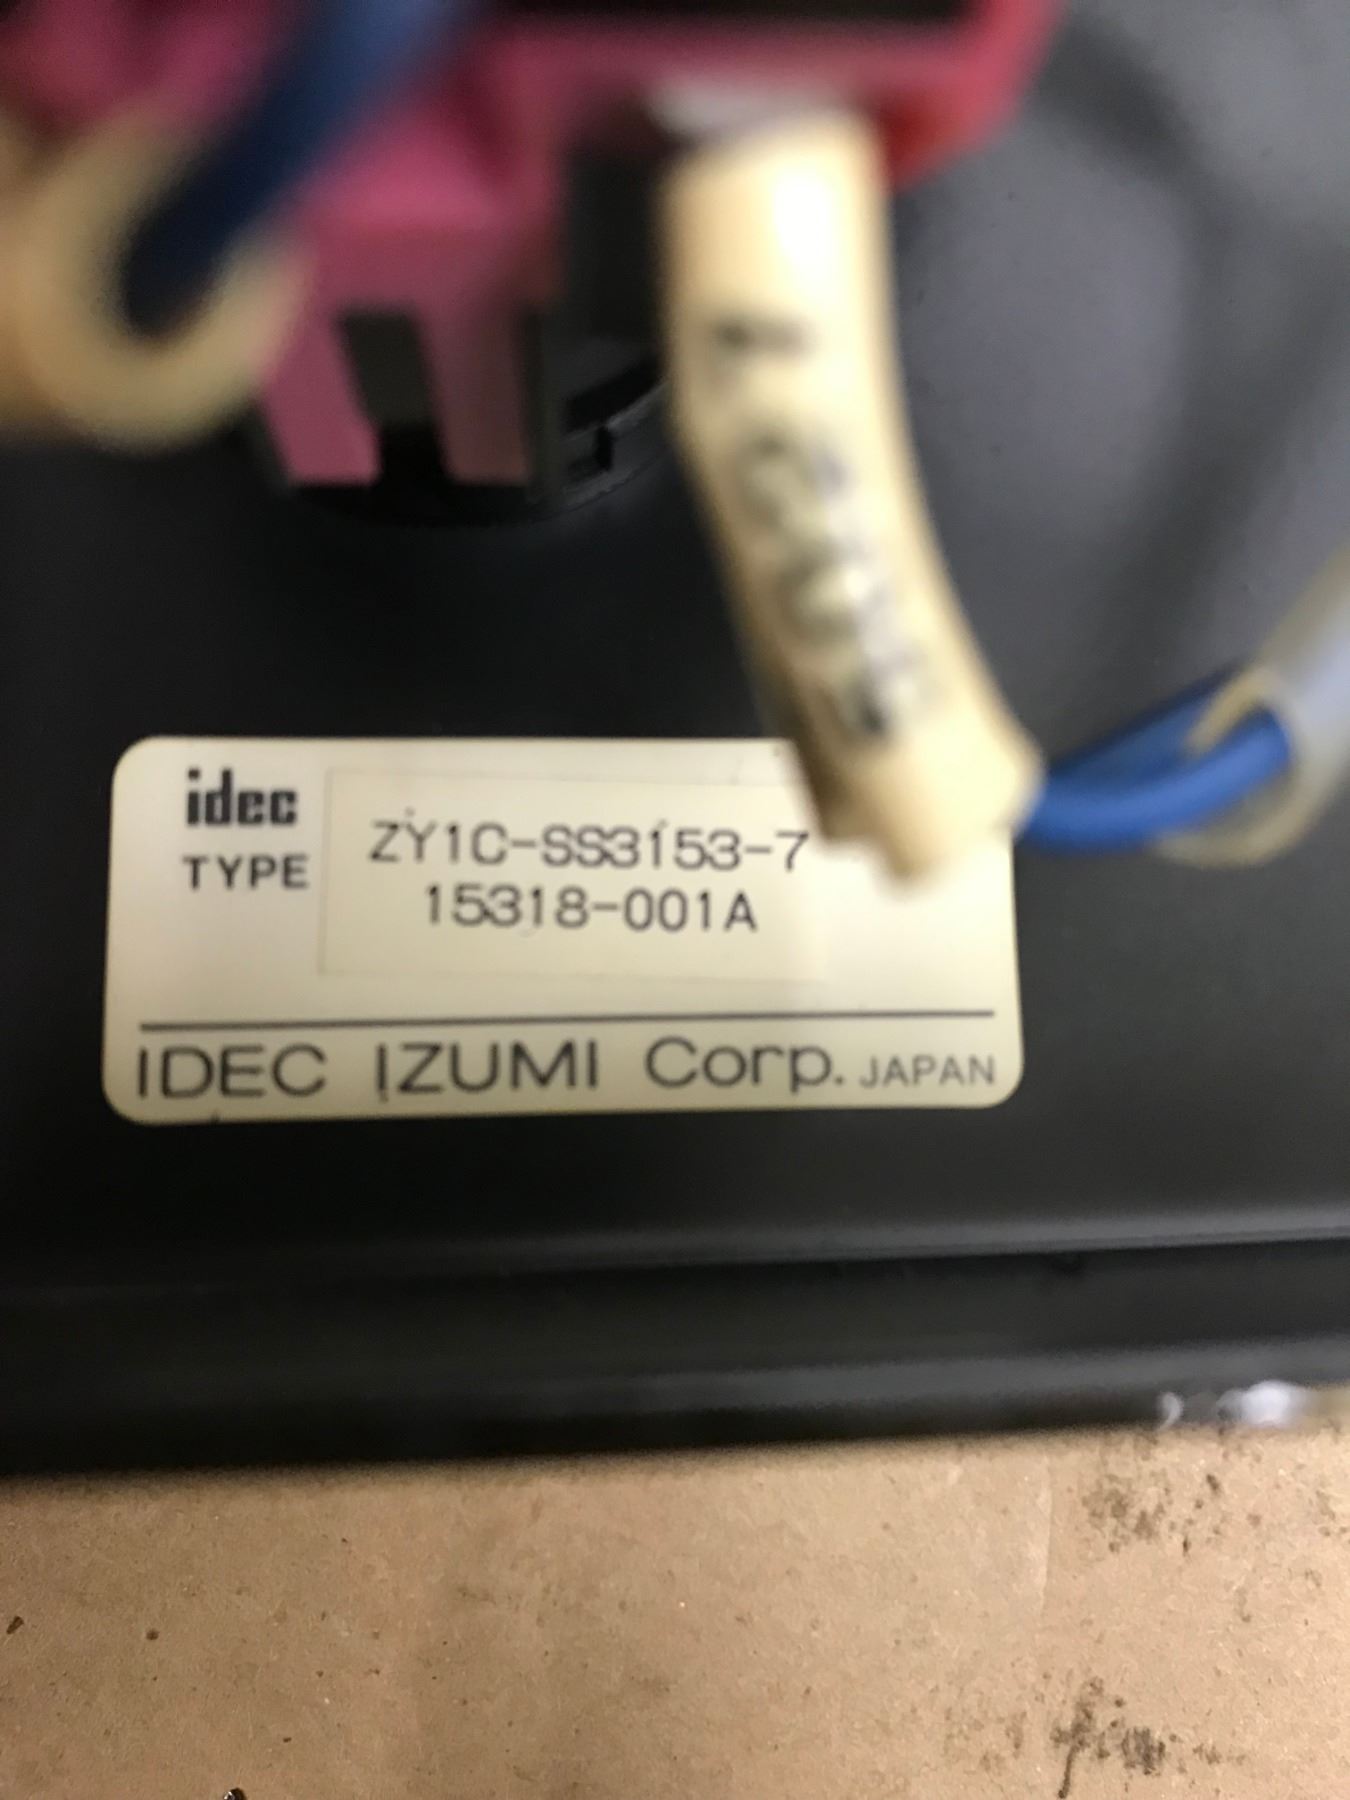 idec
TYPE
ZY1C-SS3153-7
15318-001A
IDEC IZUMI Corp. JAPAN